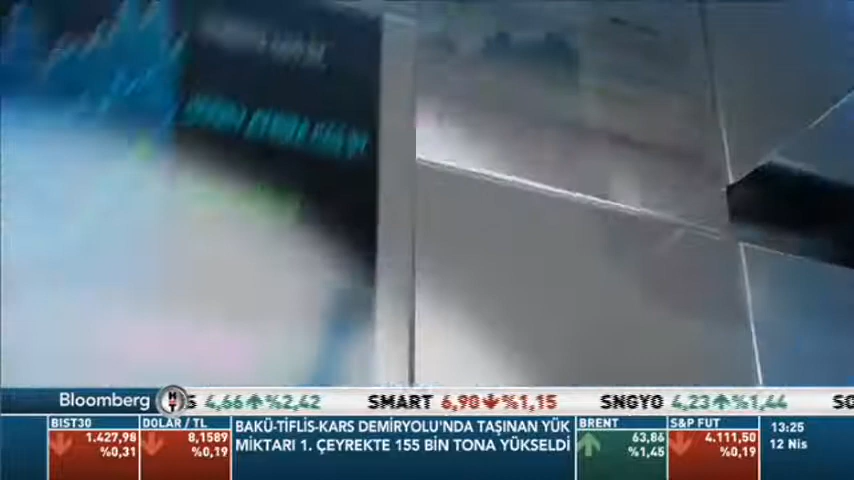 Bloomberg HT
S 4,66 %2,42 SMART 6,90 %1,15 SNGYO 4,23 %1,44 SO
BIST30 1.427,98 %0,31
DOLAR / TL 8,1589 %0,19
BAKÜ-TİFLİS-KARS DEMİRYOLU'NDA TAŞINAN YÜK
MİKTARI 1. ÇEYREKTE 155 BİN TONA YÜKSELDİ
BRENT 63,86 %1,45
S&P FUT 4.111,50 %0,19
13:25
12 Nis